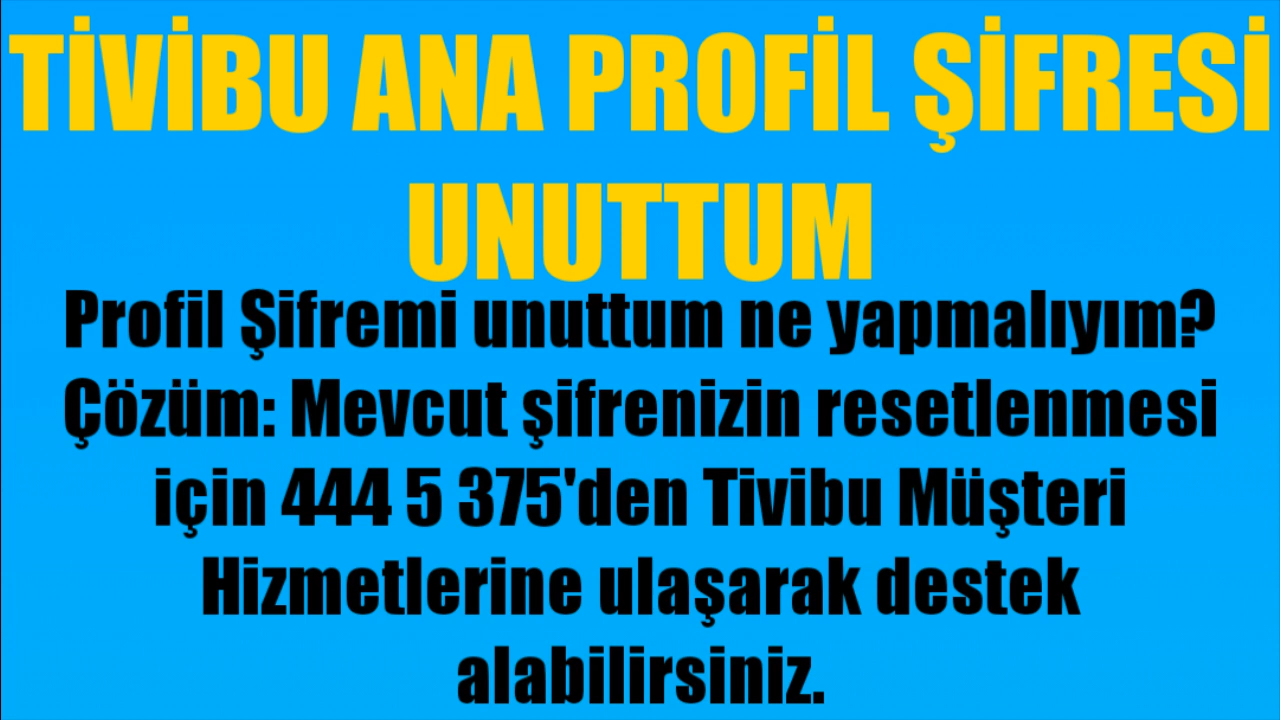 TİVİBU ANA PROFİL ŞİFRESİ
UNUTTUM
Profil Şifremi unuttum ne yapmalıyım?
Çözüm: Mevcut şifrenizin resetlenmesi
için 444 5 375'den Tivibu Müşteri
Hizmetlerine ulaşarak destek
alabilirsiniz.